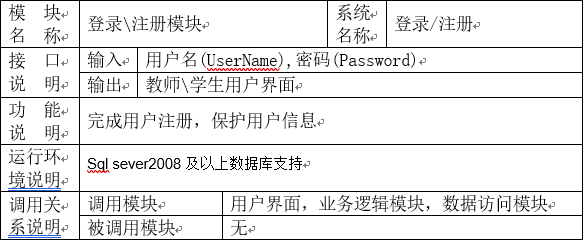 模 块 名 称 登录\注册模块 系统名称 登录/注册
接 口 说 明 输入 用户名(UserName),密码(Password)
输出 教师\学生用户界面
功 能 说 明 完成用户注册，保护用户信息
运行环境说明 Sql sever2008 及以上数据库支持
调用关系说明 调用模块 用户界面，业务逻辑模块，数据访问模块
被调用模块 无